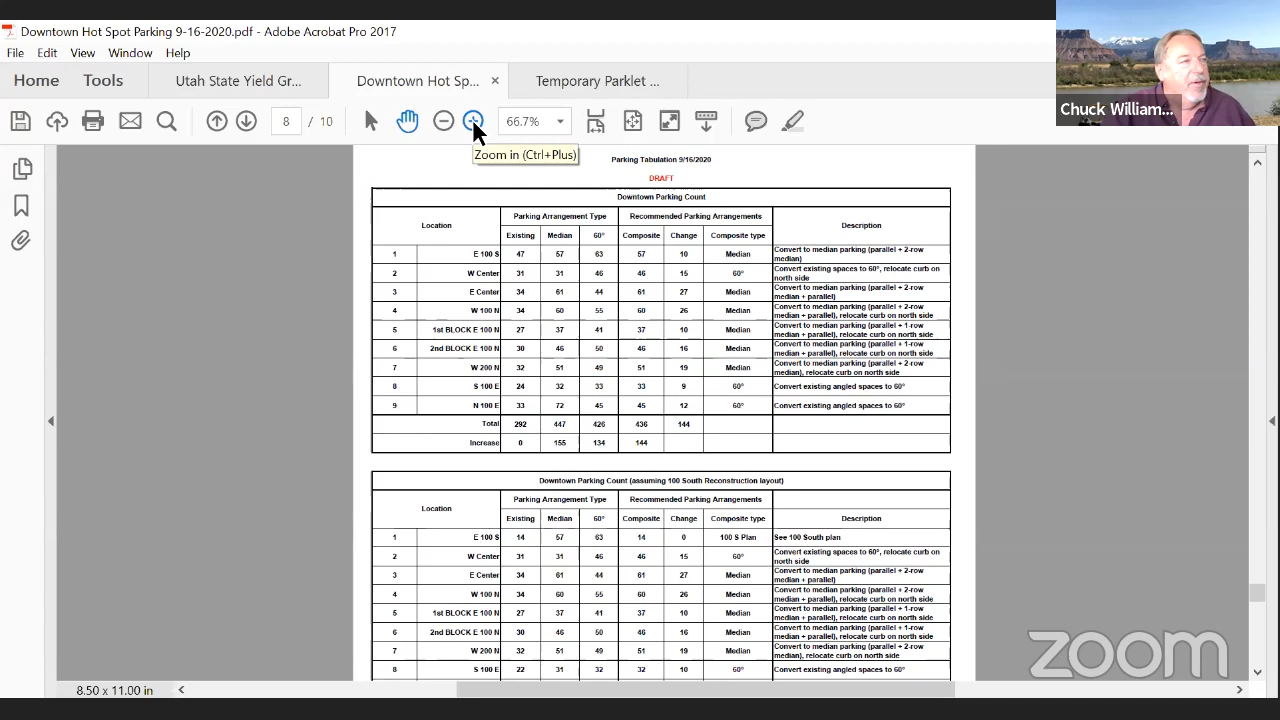 Downtown Hot Spot Parking 9-16-2020.pdf - Adobe Acrobat Pro 2017
File Edit View Window Help
Home Tools Utah State Yield Gr... Downtown Hot Sp... × Temporary Parklet ...
8 / 10 66.7%
Zoom in (Ctrl+Plus)
Chuck William...
Parking Tabulation 9/16/2020
DRAFT
Downtown Parking Count
Location Parking Arrangement Type Recommended Parking Arrangements Description
Existing Median 60° Composite Change Composite type
1 E 100 S 47 57 63 57 10 Median Convert to median parking (parallel + 2-row
median)
2 W Center 31 31 46 46 15 60° Convert existing spaces to 60°, relocate curb on
north side
3 E Center 34 61 44 61 27 Median Convert to median parking (parallel + 2-row
median + parallel)
4 W 100 N 34 60 55 60 26 Median Convert to median parking (parallel + 2-row
median + parallel), relocate curb on north side
5 1st BLOCK E 100 N 27 37 41 37 10 Median Convert to median parking (parallel + 1-row
median + parallel), relocate curb on north side
6 2nd BLOCK E 100 N 30 46 50 46 16 Median Convert to median parking (parallel + 1-row
median + parallel), relocate curb on north side
7 W 200 N 32 51 49 51 19 Median Convert to median parking (parallel + 2-row
median), relocate curb on north side
8 S 100 E 24 32 33 33 9 60° Convert existing angled spaces to 60°
9 N 100 E 33 72 45 45 12 60° Convert existing angled spaces to 60°
Total 292 447 426 436 144
Increase 0 155 134 144
Downtown Parking Count (assuming 100 South Reconstruction layout)
Location Parking Arrangement Type Recommended Parking Arrangements
Existing Median 60° Composite Change Composite type Description
1 E 100 S 14 57 63 14 0 100 S Plan See 100 South plan
2 W Center 31 31 46 46 15 60° Convert existing spaces to 60°, relocate curb on
north side
3 E Center 34 61 44 61 27 Median Convert to median parking (parallel + 2-row
median + parallel)
4 W 100 N 34 60 55 60 26 Median Convert to median parking (parallel + 2-row
median + parallel), relocate curb on north side
5 1st BLOCK E 100 N 27 37 41 37 10 Median Convert to median parking (parallel + 1-row
median + parallel), relocate curb on north side
6 2nd BLOCK E 100 N 30 46 50 46 16 Median Convert to median parking (parallel + 1-row
median + parallel), relocate curb on north side
7 W 200 N 32 51 49 51 19 Median Convert to median parking (parallel + 2-row
median), relocate curb on north side
8 S 100 E 22 31 32 32 10 60° Convert existing angled spaces to 60°
zoom
8.50 x 11.00 in